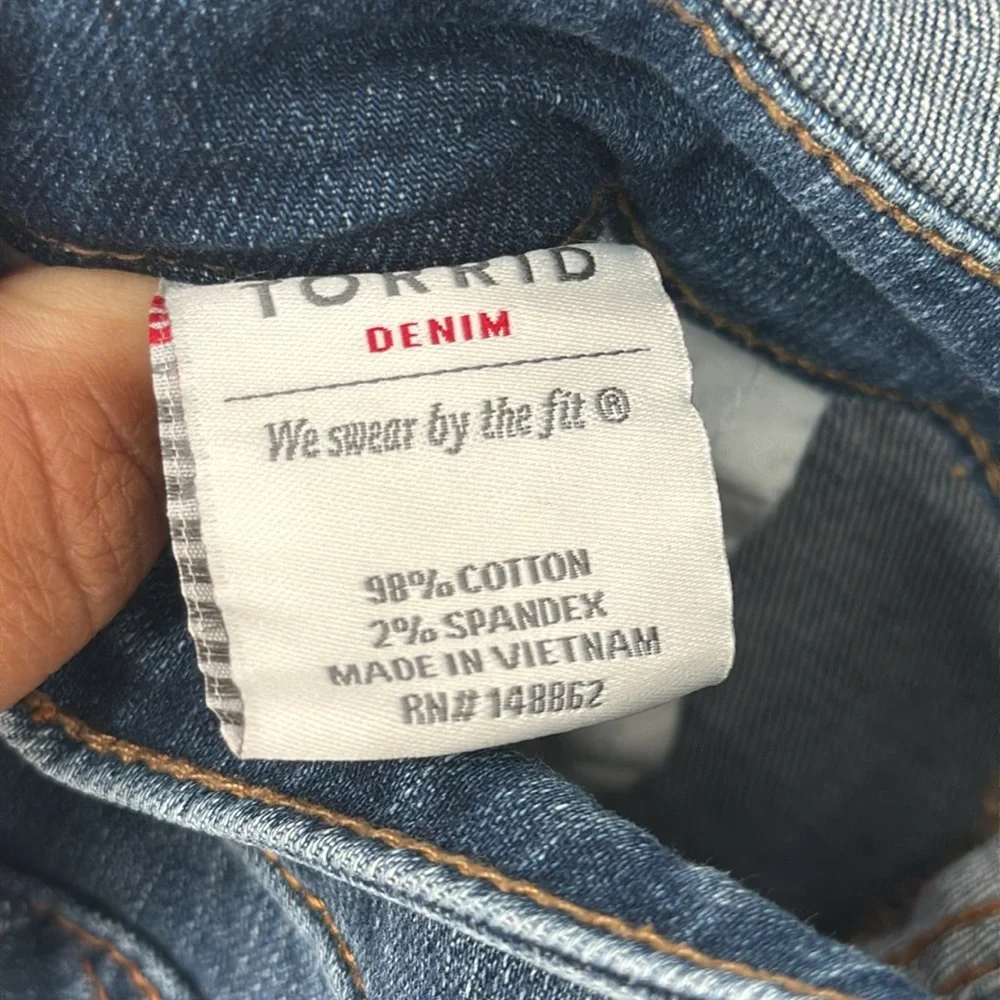 TORRID
DENIM
We swear by the fit ®
98% COTTON
2% SPANDEX
MADE IN VIETNAM
RN# 148862